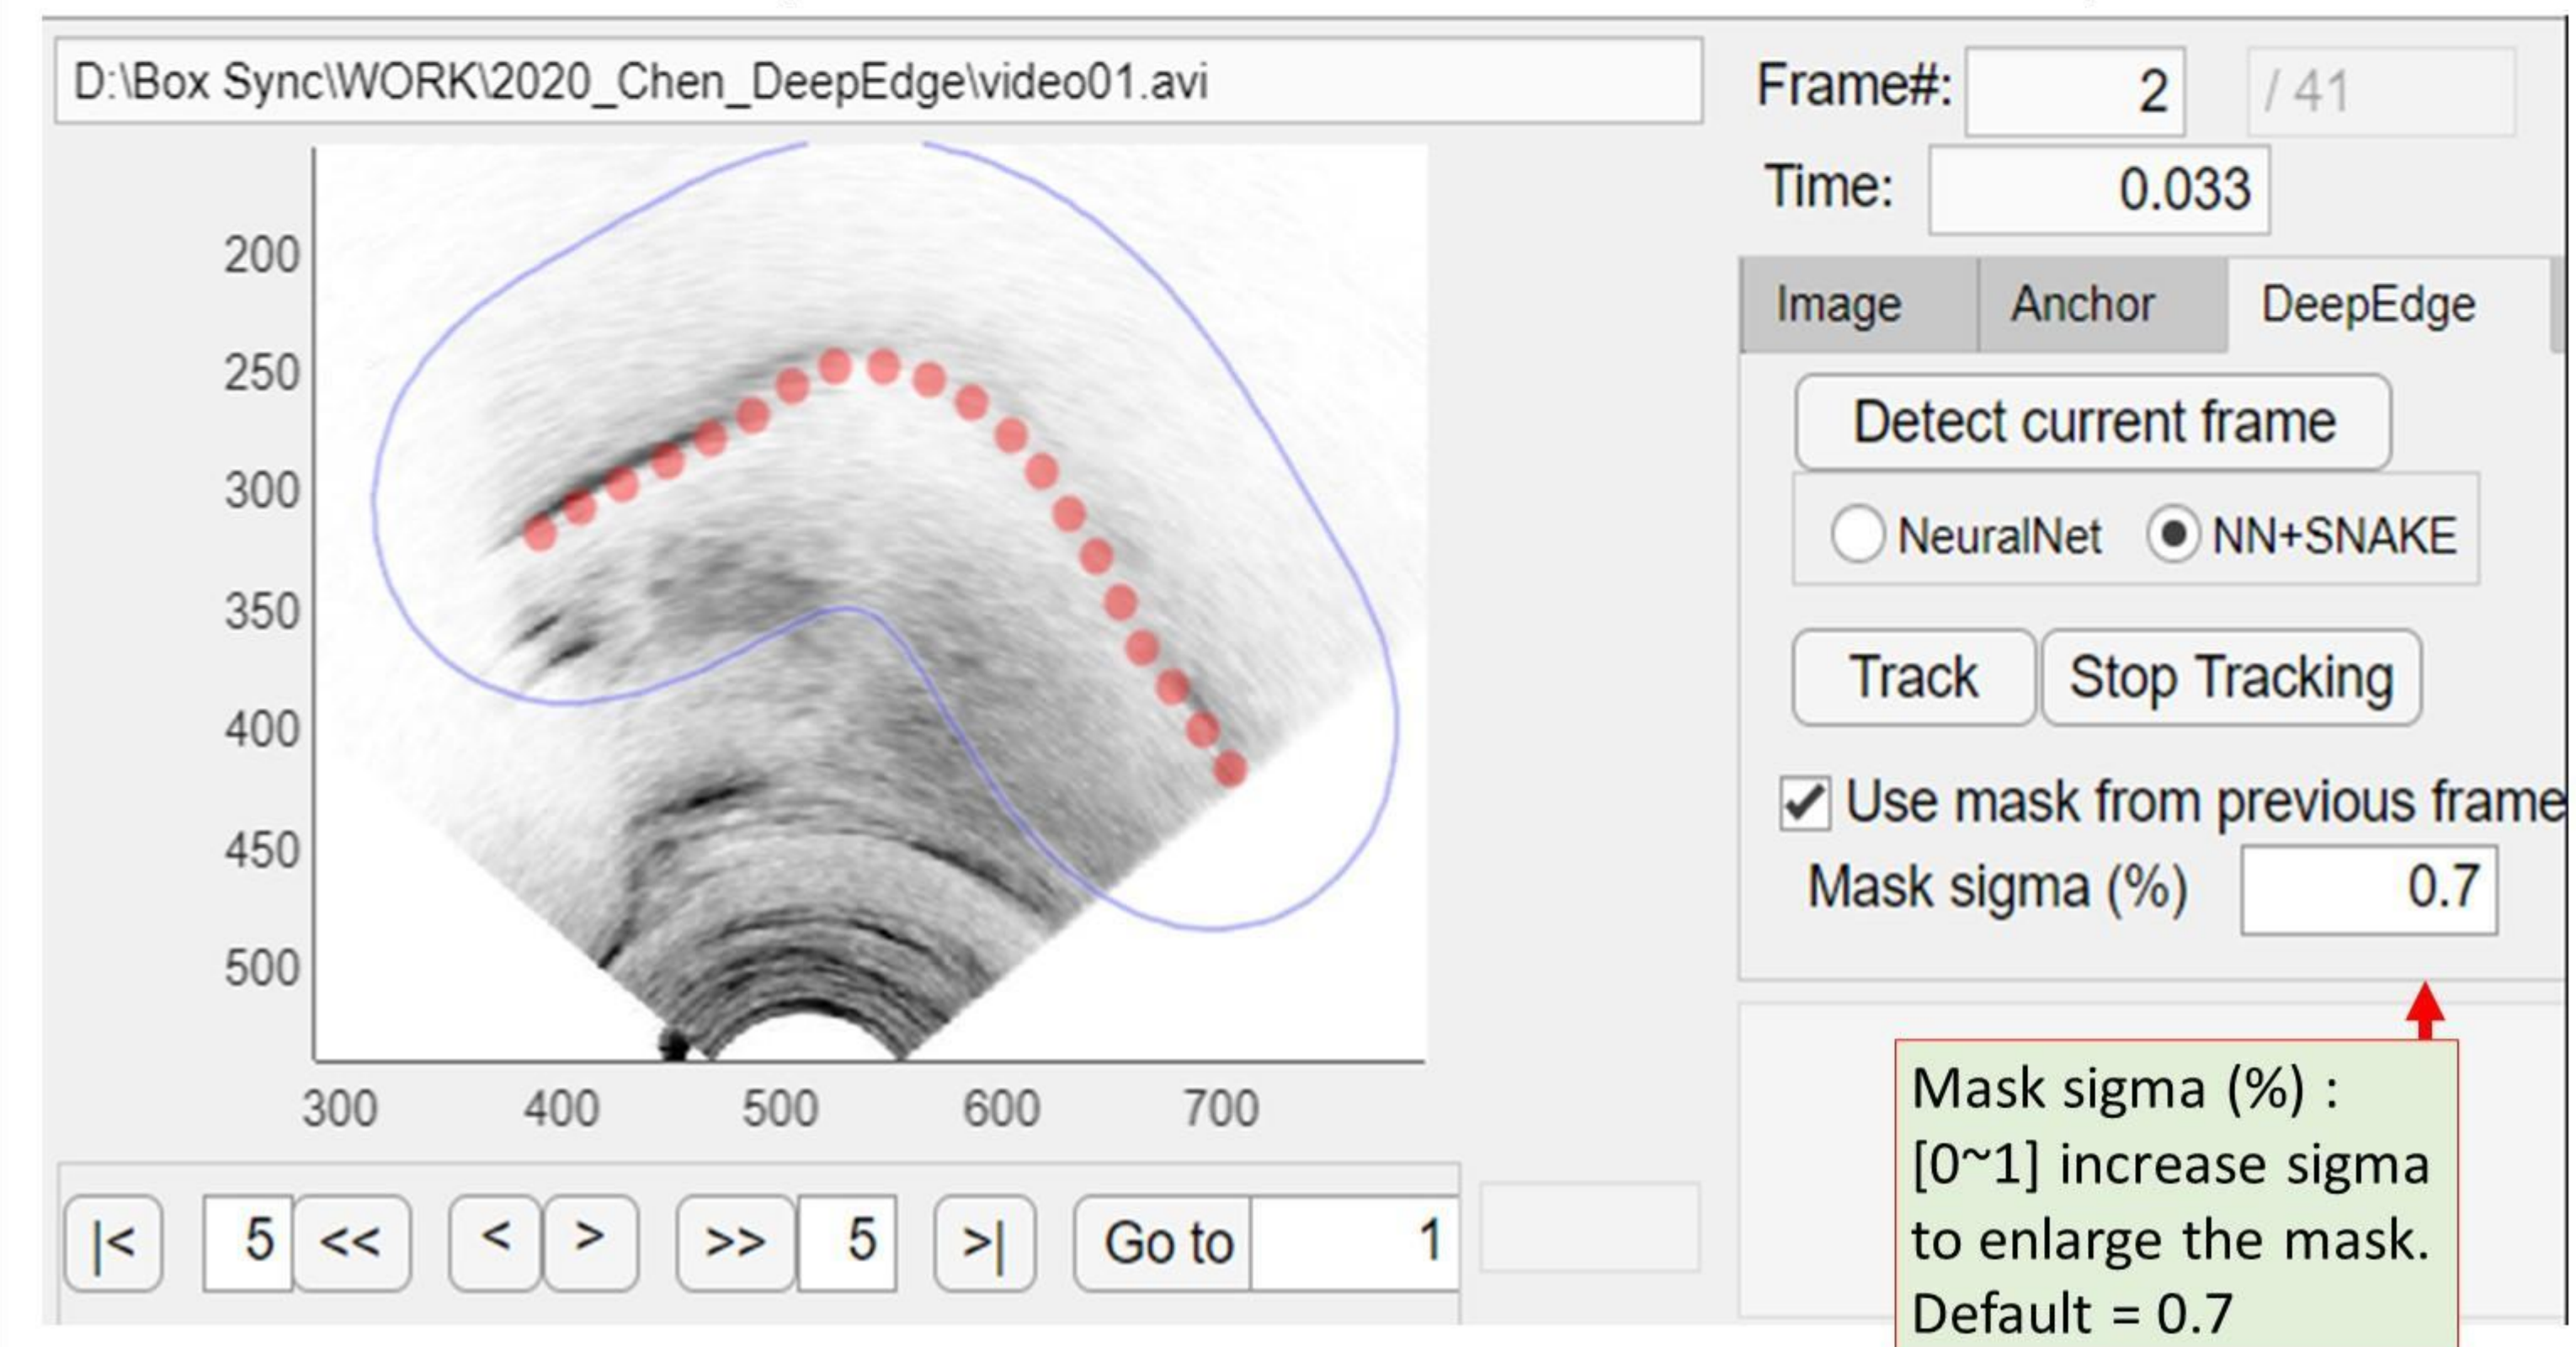 D:\Box Sync\WORK\2020_Chen_DeepEdge\video01.avi
Frame#: 2 / 41
Time: 0.033
Image Anchor DeepEdge
Detect current frame
NeuralNet NN+SNAKE
Track Stop Tracking
Use mask from previous frame
Mask sigma (%) 0.7
200
250
300
350
400
450
500
300 400 500 600 700
|< 5 << < > >> 5 >| Go to 1
Mask sigma (%) :
[0~1] increase sigma
to enlarge the mask.
Default = 0.7